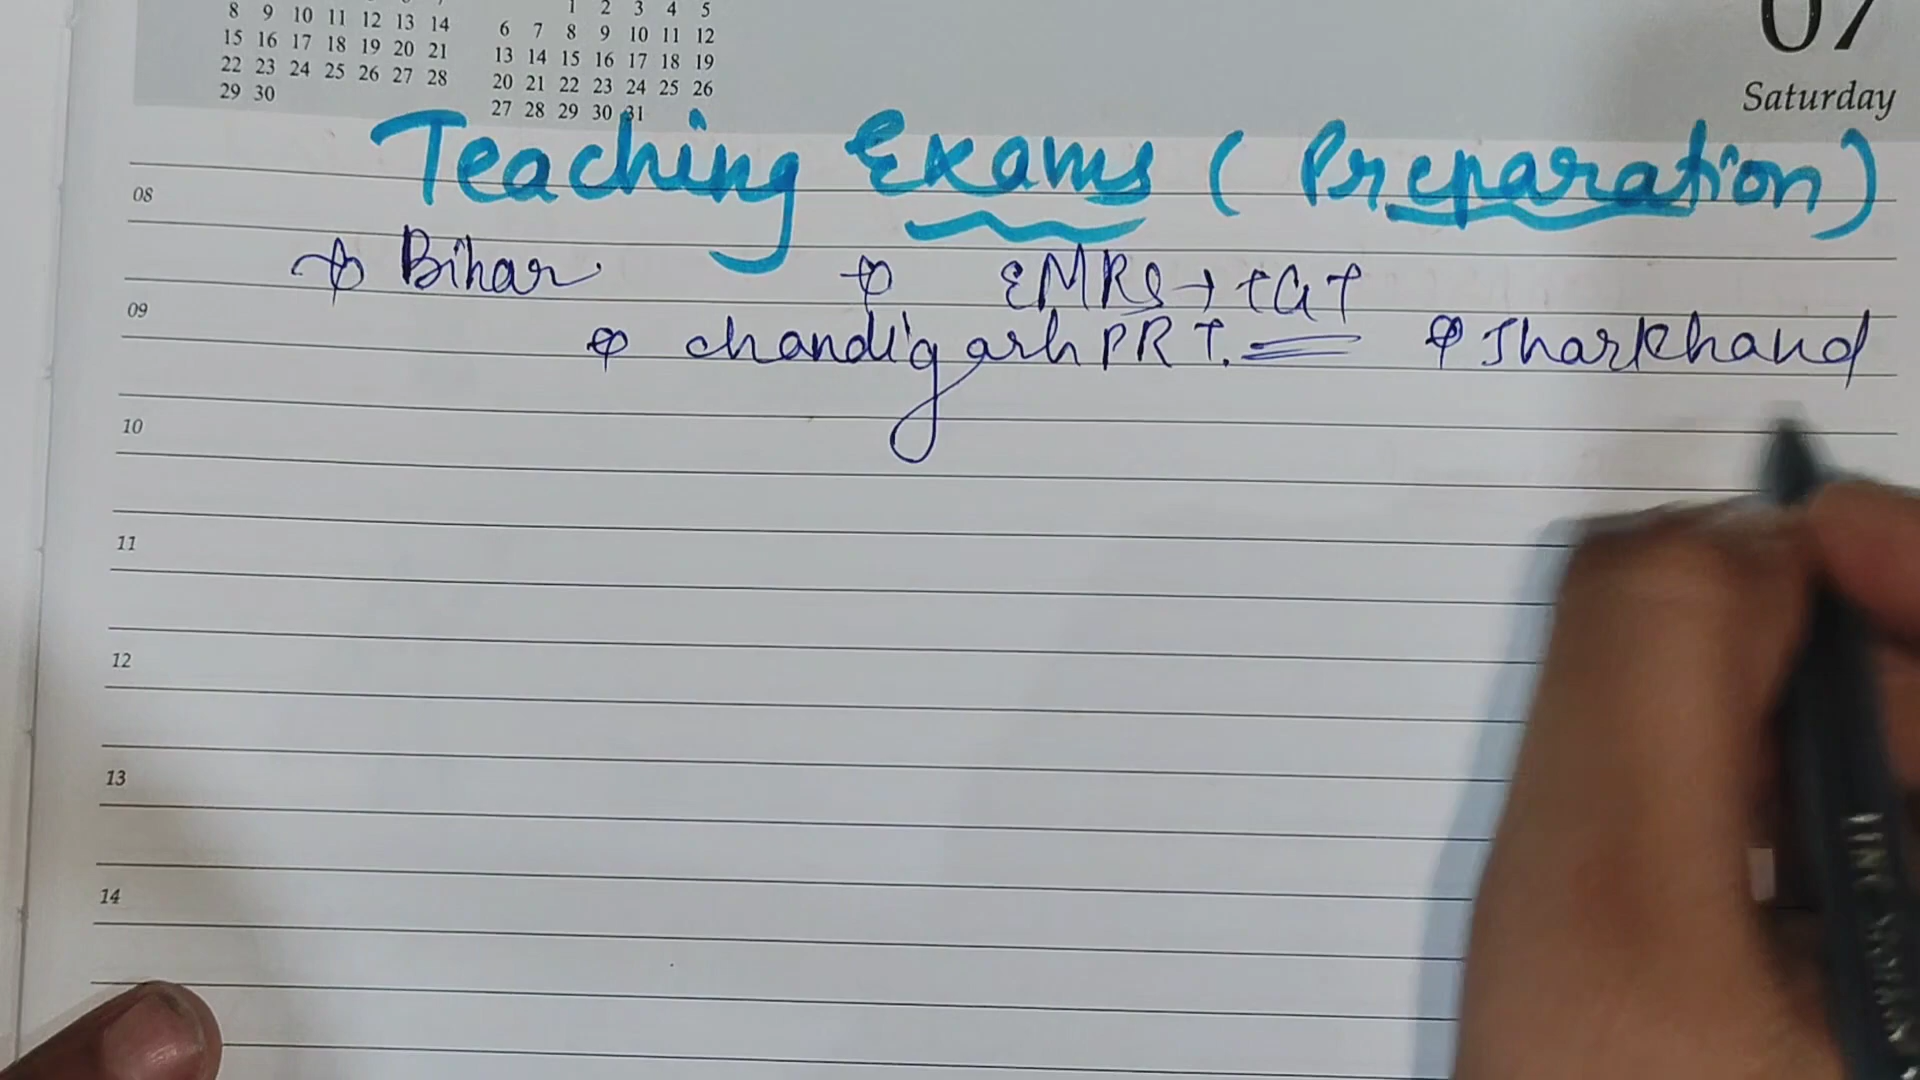 8 9 10 11 12 13 14
15 16 17 18 19 20 21
22 23 24 25 26 27 28
29 30
1 2 3 4 5
6 7 8 9 10 11 12
13 14 15 16 17 18 19
20 21 22 23 24 25 26
27 28 29 30 31
07
Saturday
Teaching Exams (Preparation)
08
Bihar. EMRS → tGT
09
chandigarh PRT. Jharkhand
10
11
12
13
14